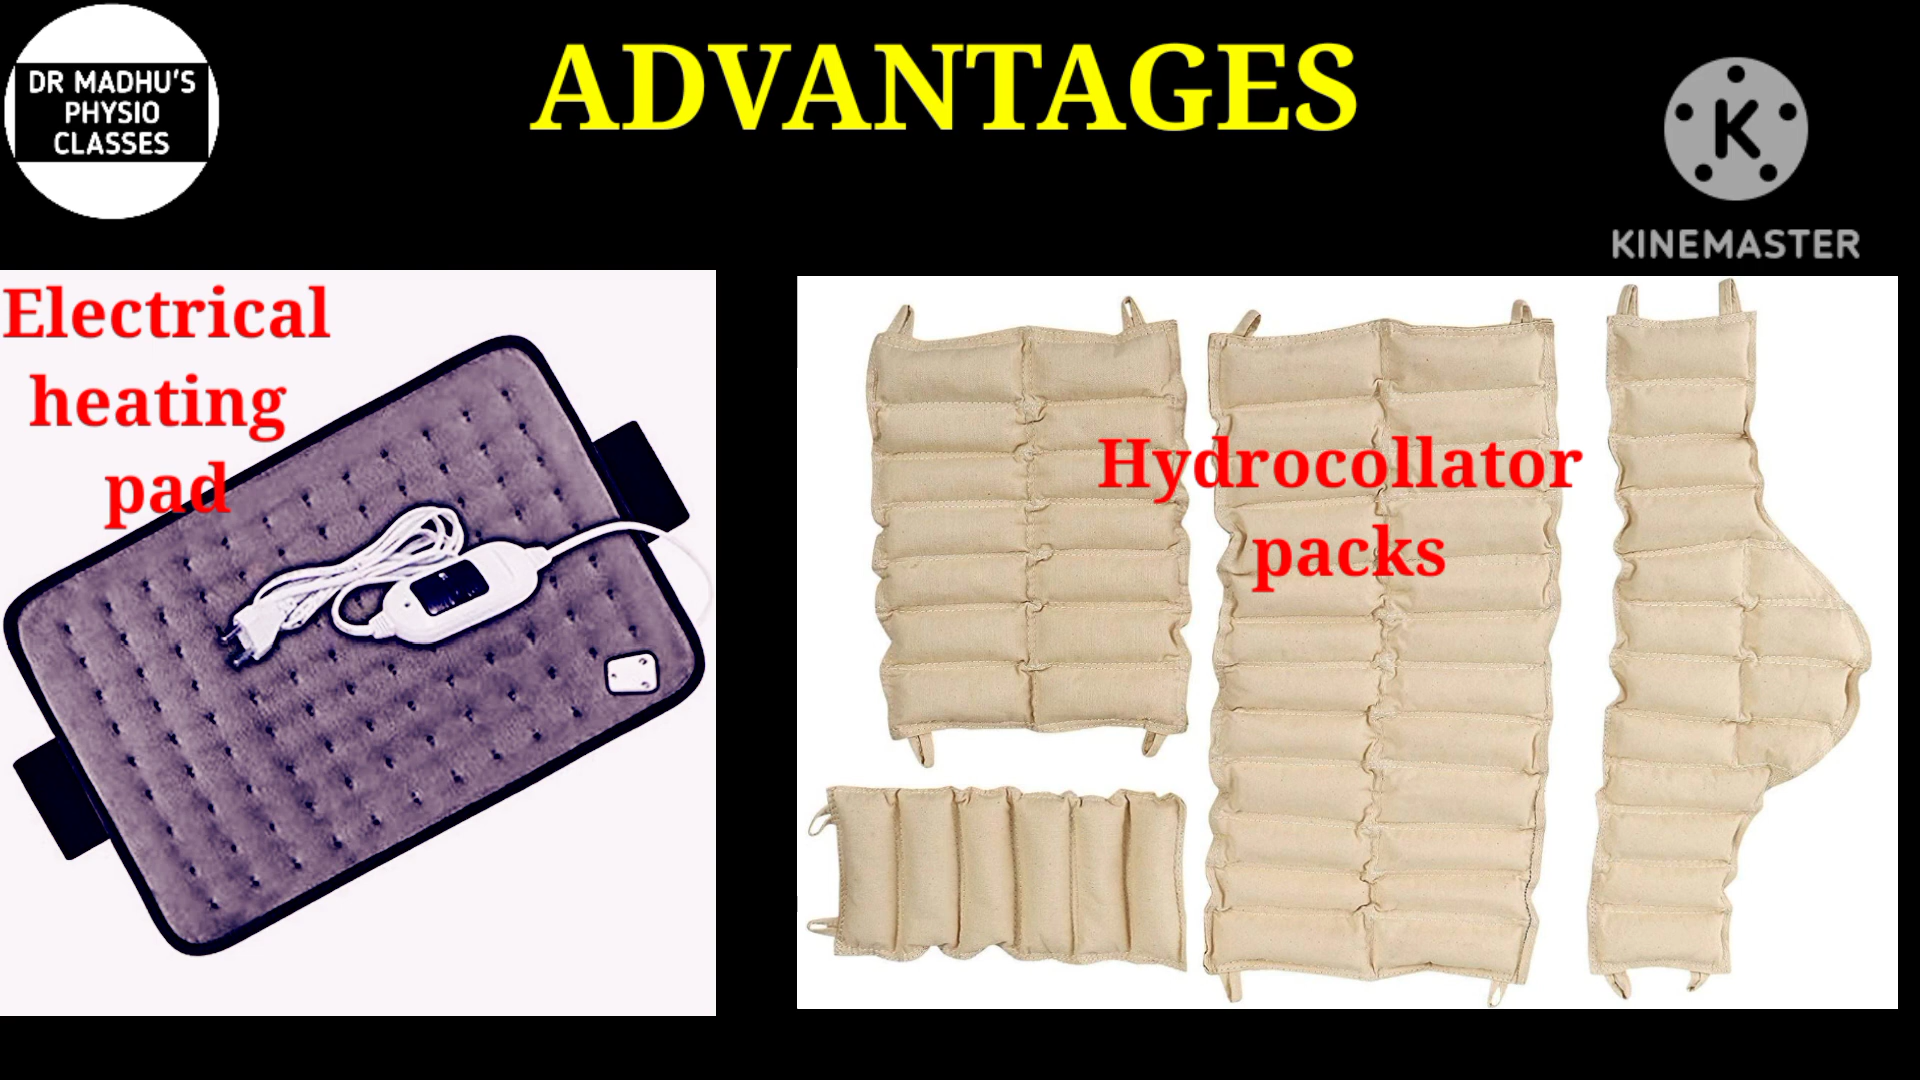 DR MADHU'S
PHYSIO
CLASSES
ADVANTAGES
KINEMASTER
Electrical
heating
pad
Hydrocollator
packs